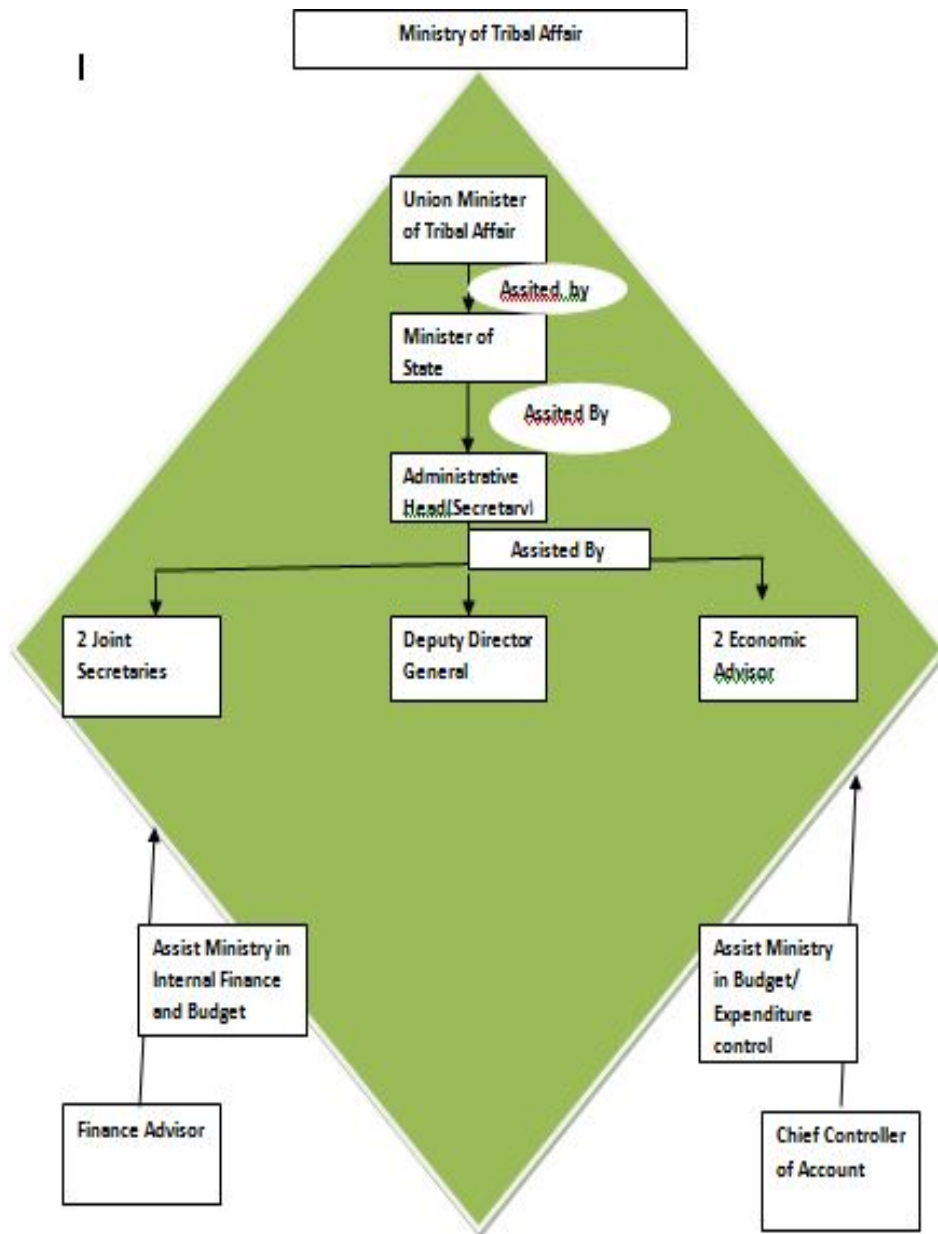 Ministry of Tribal Affair
Union Minister
of Tribal Affair
Assited by
Minister of
State
Assited By
Administrative
Head(Secretary)
Assisted By
2 Joint
Secretaries
Deputy Director
General
2 Economic
Advisor
Assist Ministry in
Internal Finance
and Budget
Assist Ministry
in Budget/
Expenditure
control
Finance Advisor
Chief Controller
of Account